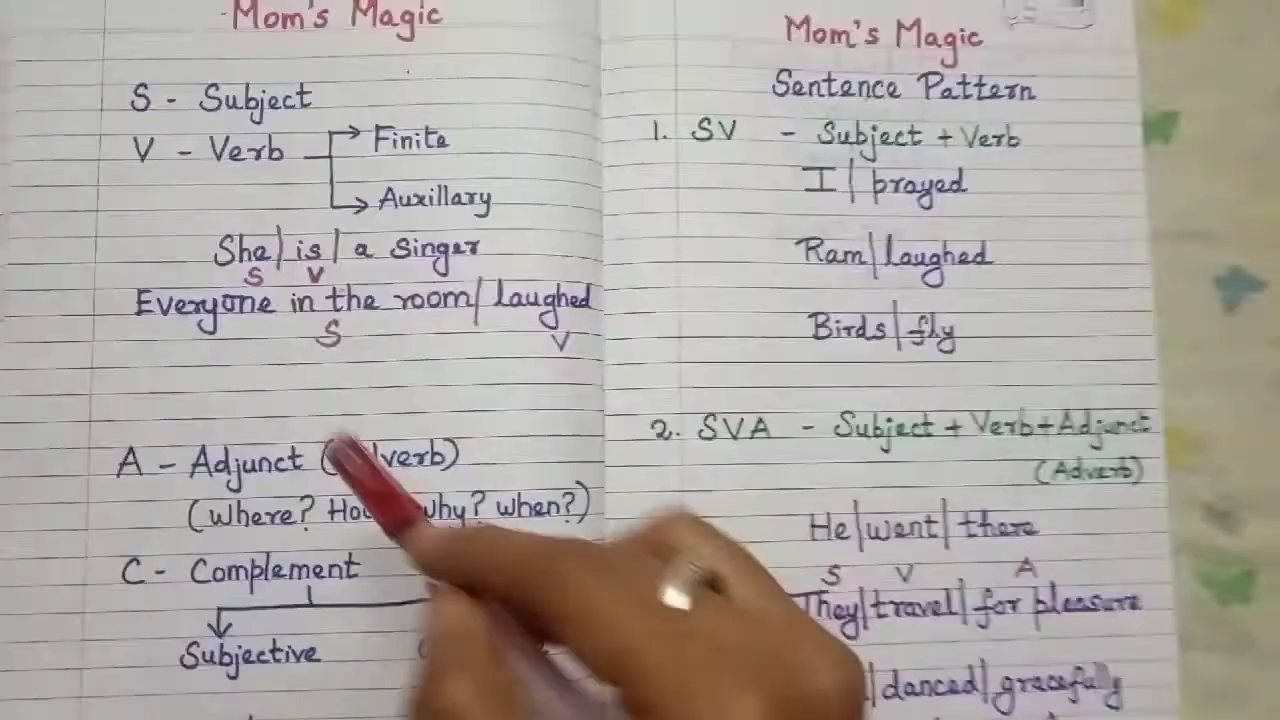 Mom's Magic
S - Subject
V - Verb
Finite
Auxillary
She | is | a singer
S V
Everyone in the room | laughed
S V
A - Adjunct
(Where? why? when?)
C - Complement
Subjective
Mom's Magic
Sentence Pattern
1. SV - Subject + Verb
I | prayed
Ram | laughed
Birds | fly
2. SVA - Subject + Verb + Adjunct
(Adverb)
He | went | there
S V A
They | travel | for pleasure
| danced | gracefully